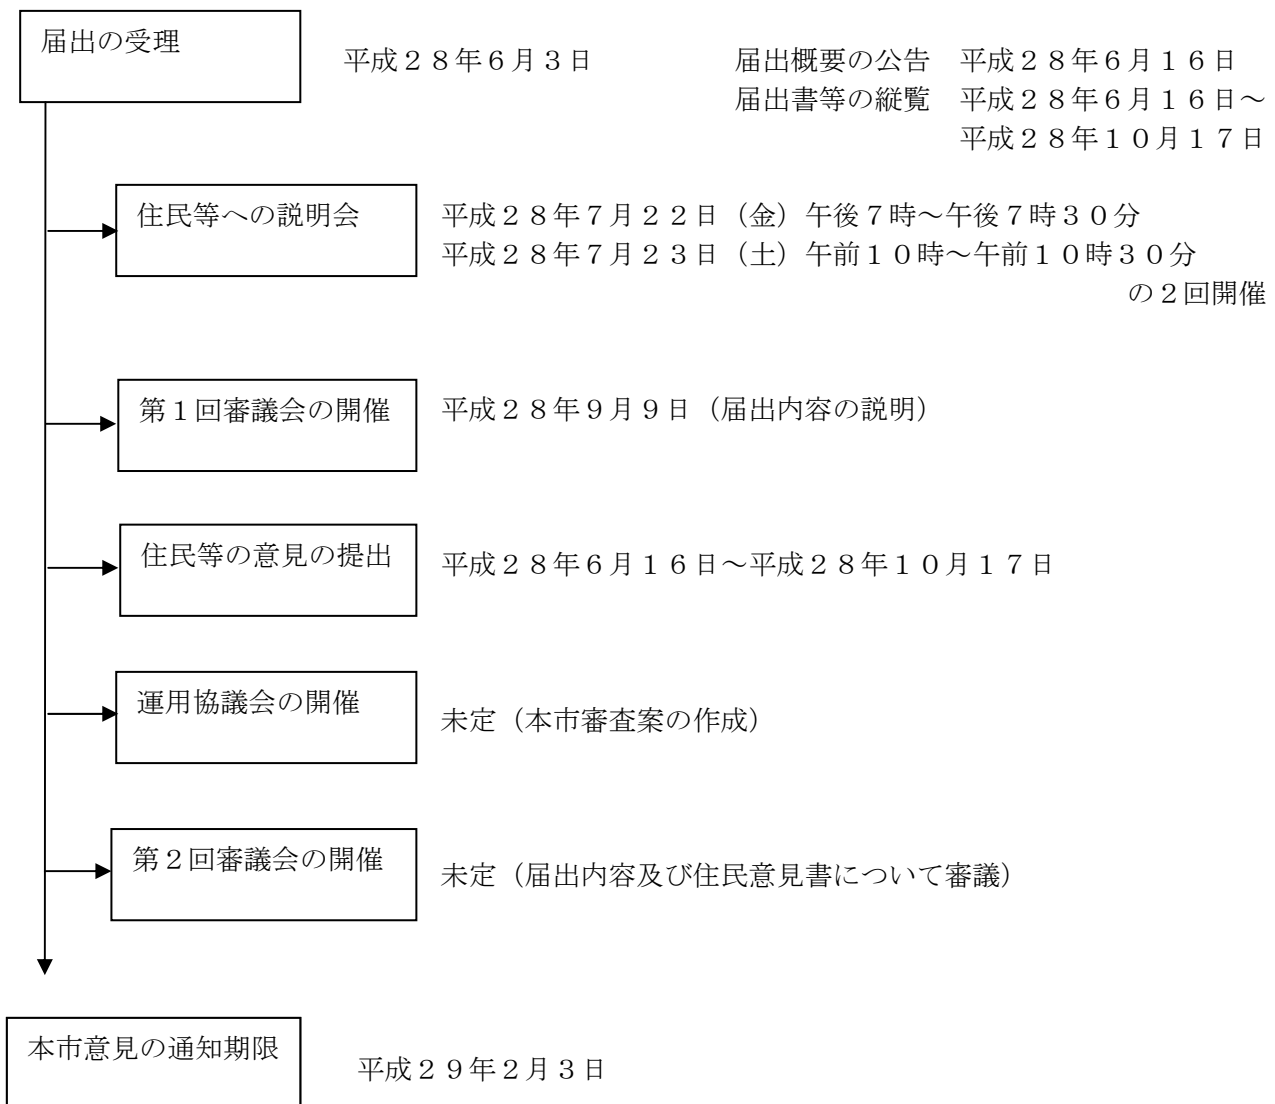 届出の受理
平成２８年６月３日
届出概要の公告　平成２８年６月１６日
届出書等の縦覧　平成２８年６月１６日～
平成２８年１０月１７日
住民等への説明会
平成２８年７月２２日（金）午後７時～午後７時３０分
平成２８年７月２３日（土）午前１０時～午前１０時３０分
の２回開催
第１回審議会の開催
平成２８年９月９日（届出内容の説明）
住民等の意見の提出
平成２８年６月１６日～平成２８年１０月１７日
運用協議会の開催
未定（本市審査案の作成）
第２回審議会の開催
未定（届出内容及び住民意見書について審議）
本市意見の通知期限
平成２９年２月３日